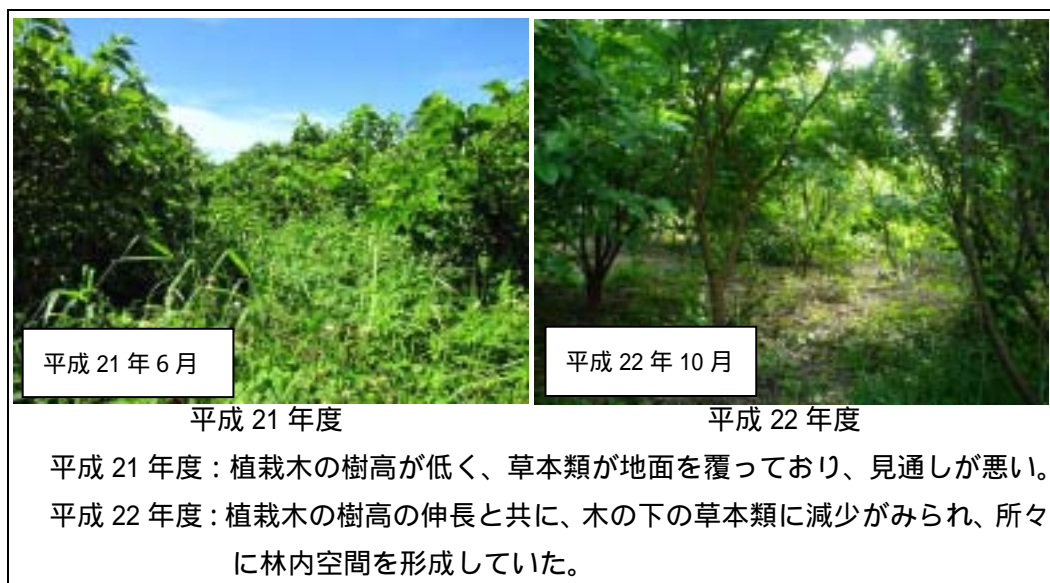 平成 21 年 6 月
平成 22 年 10 月
平成 21 年度
平成 22 年度
平成 21 年度：植栽木の樹高が低く、草本類が地面を覆っており、見通しが悪い。
平成 22 年度：植栽木の樹高の伸長と共に、木の下の草本類に減少がみられ、所々
に林内空間を形成していた。